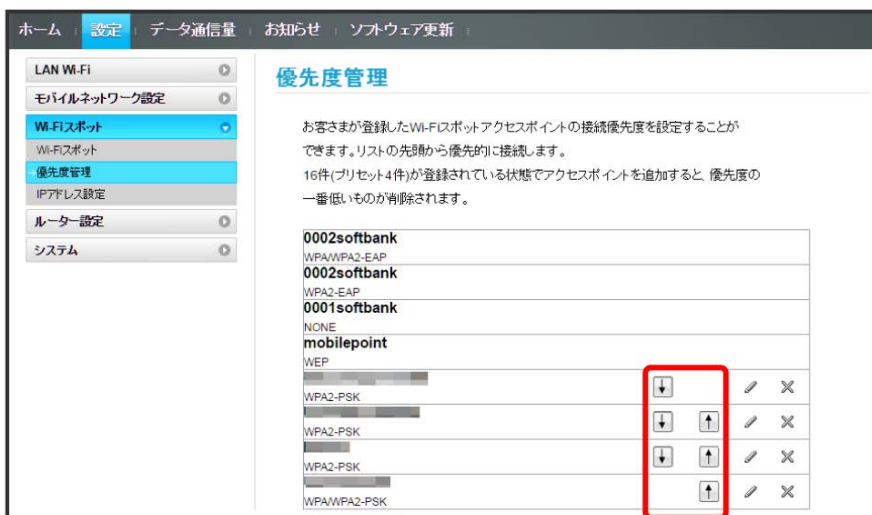 ホーム 設定 データ通信量 お知らせ ソフトウェア更新
LAN Wi-Fi
モバイルネットワーク設定
Wi-Fiスポット
Wi-Fiスポット
優先度管理
IPアドレス設定
ルーター設定
システム
優先度管理
お客さまが登録したWi-Fiスポットアクセスポイントの接続優先度を設定することが
できます。リストの先頭から優先的に接続します。
16件(プリセット4件)が登録されている状態でアクセスポイントを追加すると、優先度の
一番低いものが削除されます。
0002softbank
WPA/WPA2-EAP
0002softbank
WPA2-EAP
0001softbank
NONE
mobilepoint
WEP
WPA2-PSK
WPA2-PSK
WPA2-PSK
WPA/WPA2-PSK